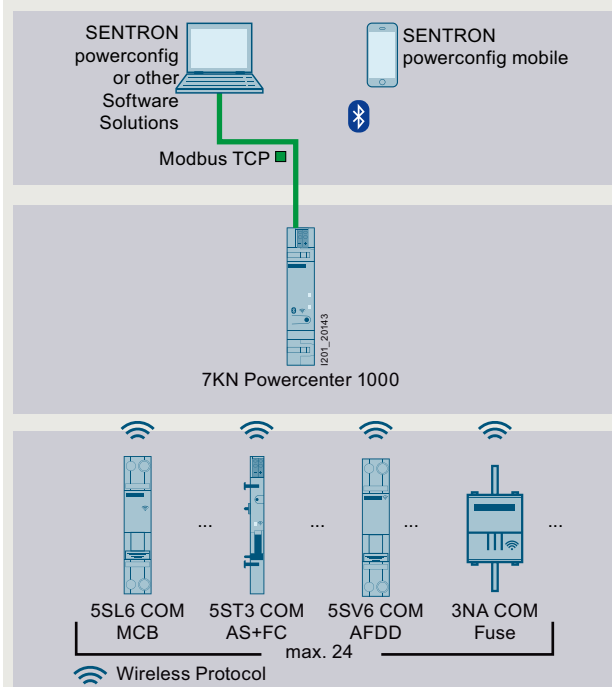 SENTRON
powerconfig
or other
Software
Solutions
SENTRON
powerconfig mobile
Modbus TCP
I201_20143
7KN Powercenter 1000
... ... ... ...
5SL6 COM
MCB
5ST3 COM
AS+FC
5SV6 COM
AFDD
3NA COM
Fuse
max. 24
Wireless Protocol